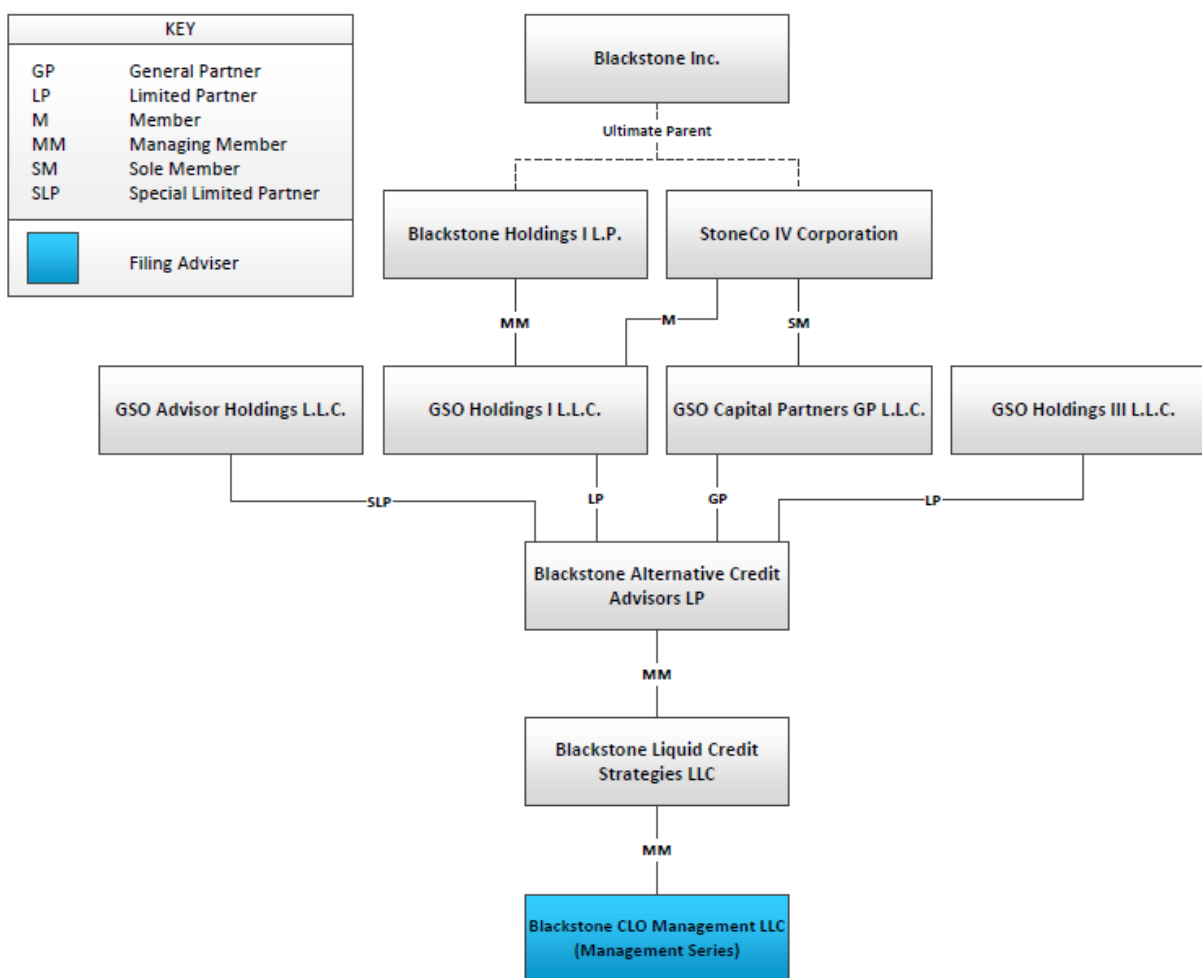 KEY
GP General Partner
LP Limited Partner
M Member
MM Managing Member
SM Sole Member
SLP Special Limited Partner
Filing Adviser
Blackstone Inc.
Ultimate Parent
Blackstone Holdings I L.P.
StoneCo IV Corporation
MM
M
SM
GSO Advisor Holdings L.L.C.
GSO Holdings I L.L.C.
GSO Capital Partners GP L.L.C.
GSO Holdings III L.L.C.
SLP
LP
GP
LP
Blackstone Alternative Credit
Advisors LP
MM
Blackstone Liquid Credit
Strategies LLC
MM
Blackstone CLO Management LLC
(Management Series)